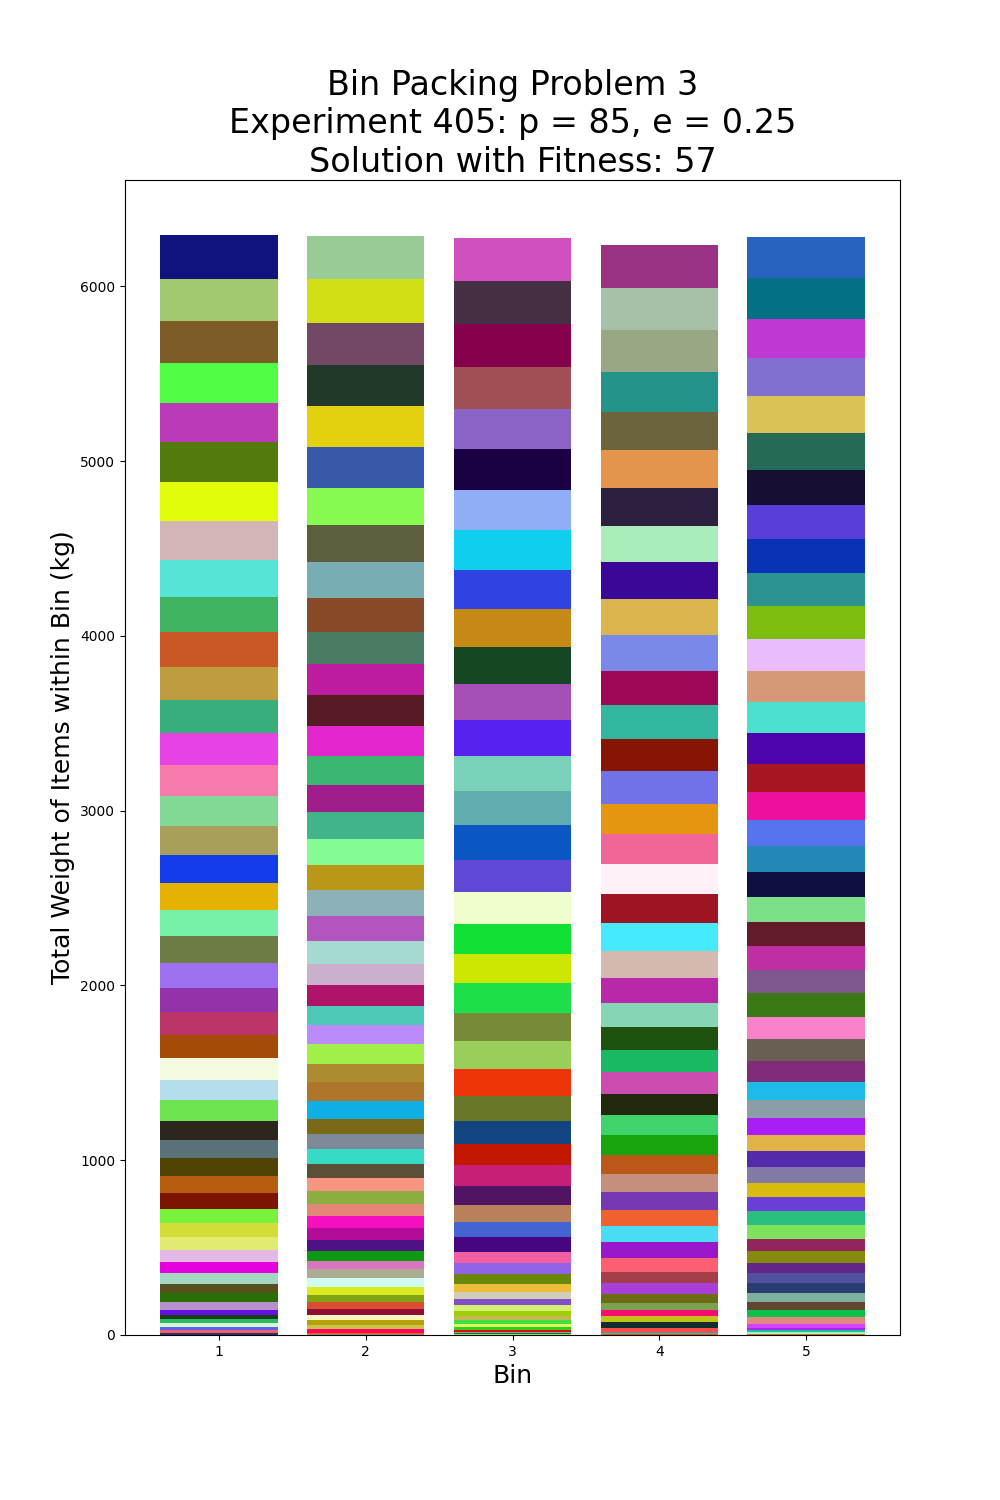 Bin Packing Problem 3
Experiment 405: p = 85, e = 0.25
Solution with Fitness: 57
Total Weight of Items within Bin (kg)
6000
5000
4000
3000
2000
1000
0
1 2 3 4 5
Bin